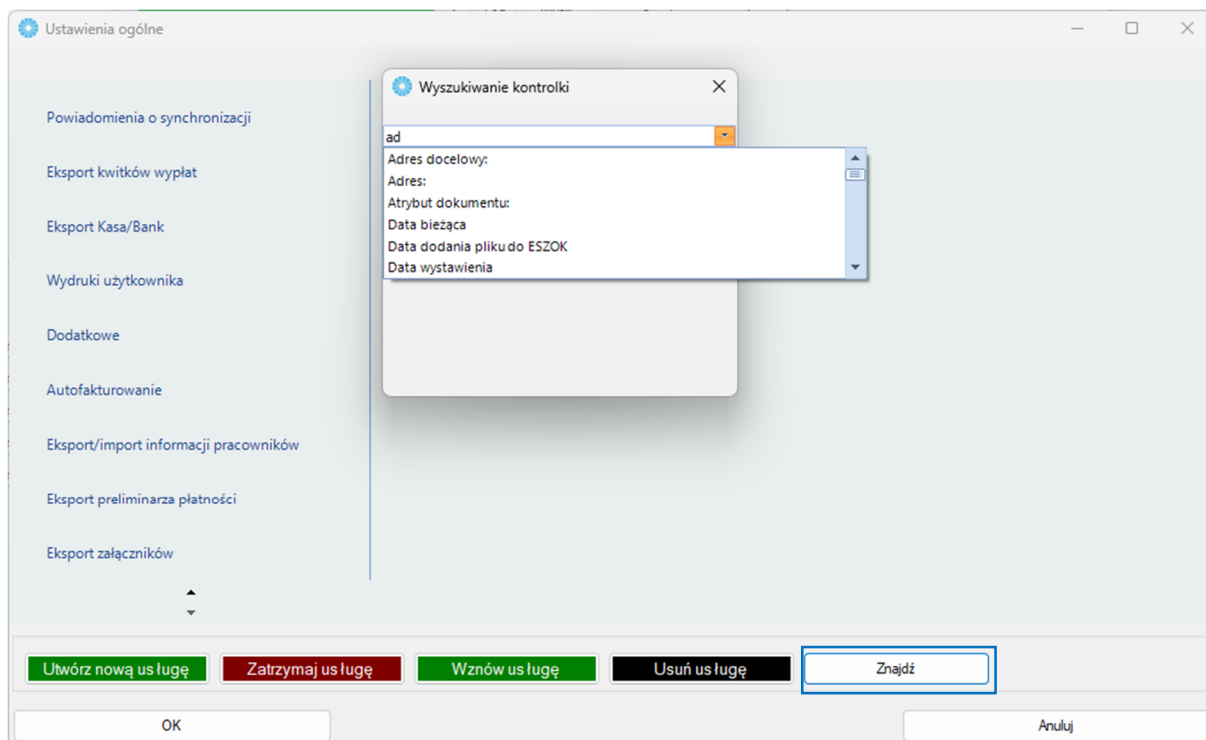 Ustawienia ogólne
Wyszukiwanie kontrolki
ad
Adres docelowy:
Adres:
Atrybut dokumentu:
Data bieżąca
Data dodania pliku do ESZOK
Data wystawienia
Powiadomienia o synchronizacji
Eksport kwitków wypłat
Eksport Kasa/Bank
Wydruki użytkownika
Dodatkowe
Autofakturowanie
Eksport/import informacji pracowników
Eksport preliminarza płatności
Eksport załączników
Utwórz nową usługę Zatrzymaj usługę Wznów usługę Usuń usługę Znajdź
OK Anuluj